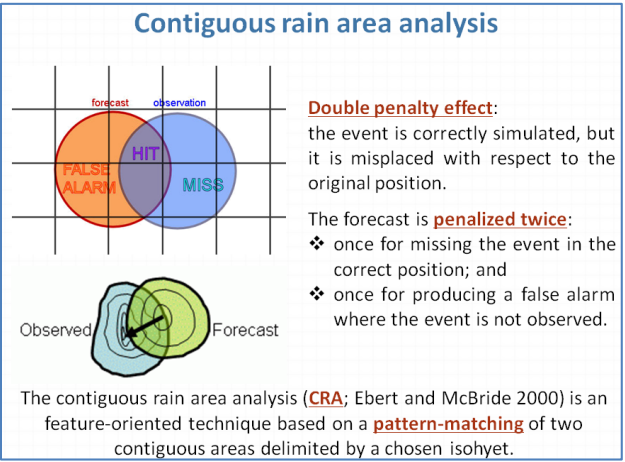 Contiguous rain area analysis
forecast
observation
HIT
FALSE
ALARM
MISS
Double penalty effect:
the event is correctly simulated, but
it is misplaced with respect to the
original position.
The forecast is penalized twice:
❖ once for missing the event in the
correct position; and
❖ once for producing a false alarm
where the event is not observed.
Observed
Forecast
The contiguous rain area analysis (CRA; Ebert and McBride 2000) is an
feature-oriented technique based on a pattern-matching of two
contiguous areas delimited by a chosen isohyet.